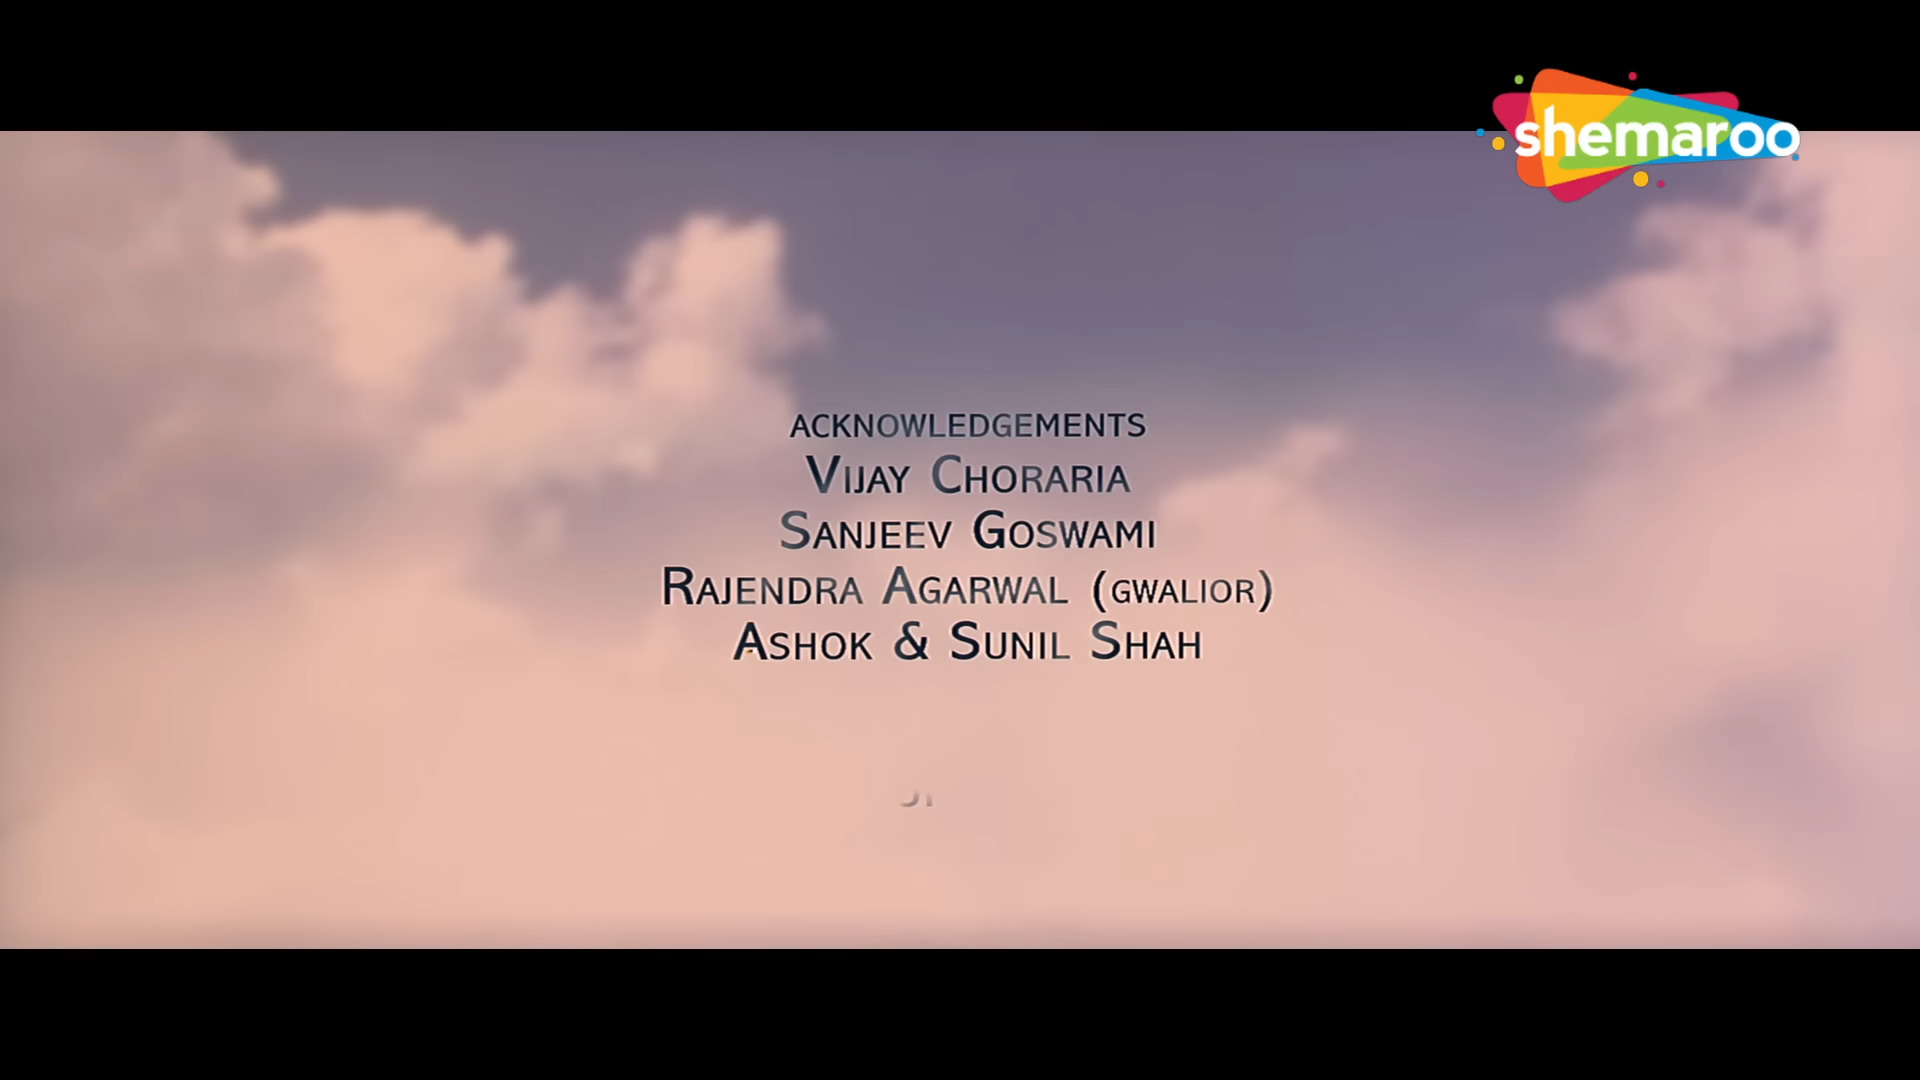 shemaroo
ACKNOWLEDGEMENTS
VIJAY CHORARIA
SANJEEV GOSWAMI
RAJENDRA AGARWAL (GWALIOR)
ASHOK & SUNIL SHAH